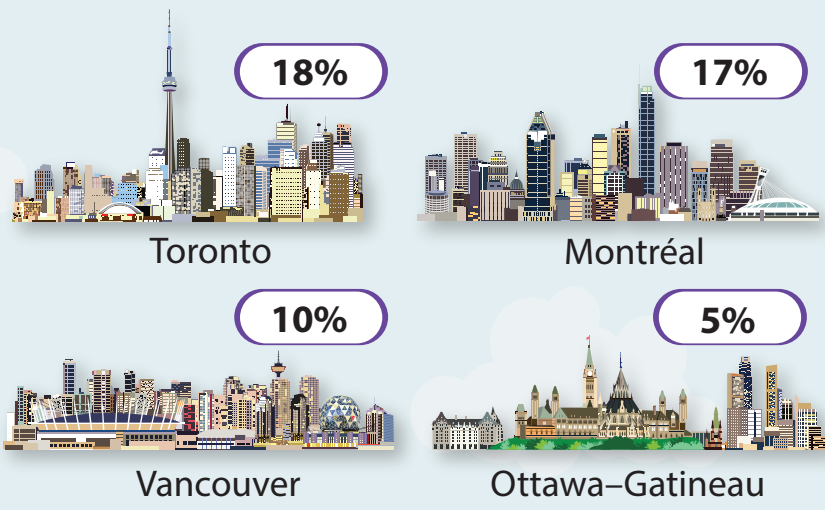 18%
17%
Toronto
Montréal
10%
5%
Vancouver
Ottawa–Gatineau